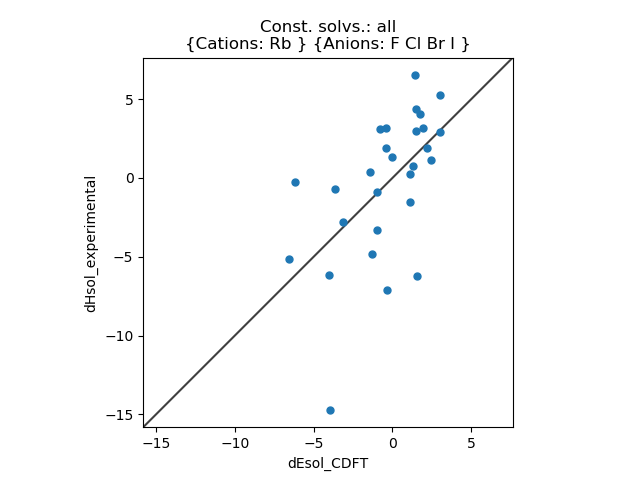 Const. solvs.: all
{Cations: Rb } {Anions: F Cl Br I }
dHsol_experimental
5
0
−5
−10
−15
−15
−10
−5
0
5
dEsol_CDFT